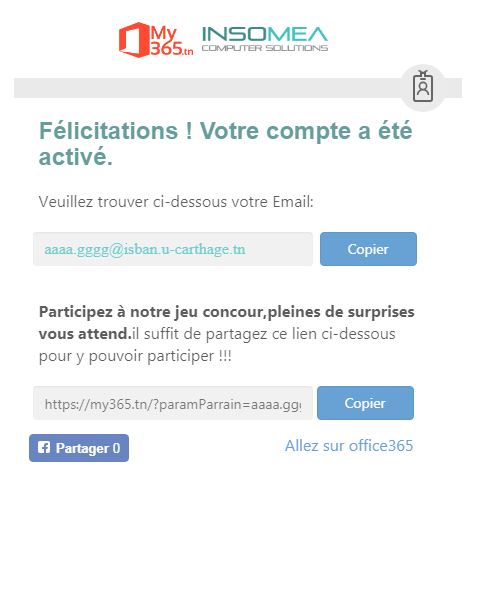 My
365.tn
INSOMEA
COMPUTER SOLUTIONS
Félicitations ! Votre compte a été
activé.
Veuillez trouver ci-dessous votre Email:
aaaa.gggg@isban.u-carthage.tn
Copier
Participez à notre jeu concour,pleines de surprises
vous attend.il suffit de partagez ce lien ci-dessous
pour y pouvoir participer !!!
https://my365.tn/?paramParrain=aaaa.ggg
Copier
Partager 0
Allez sur office365